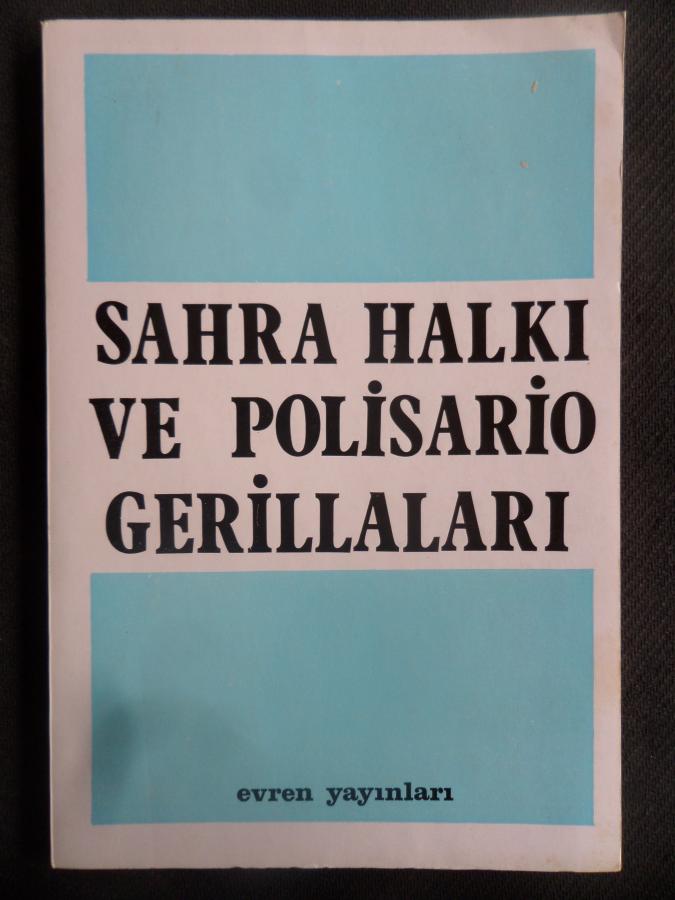 SAHRA HALKI
VE POLİSARİO
GERİLLALARI
evren yayınları